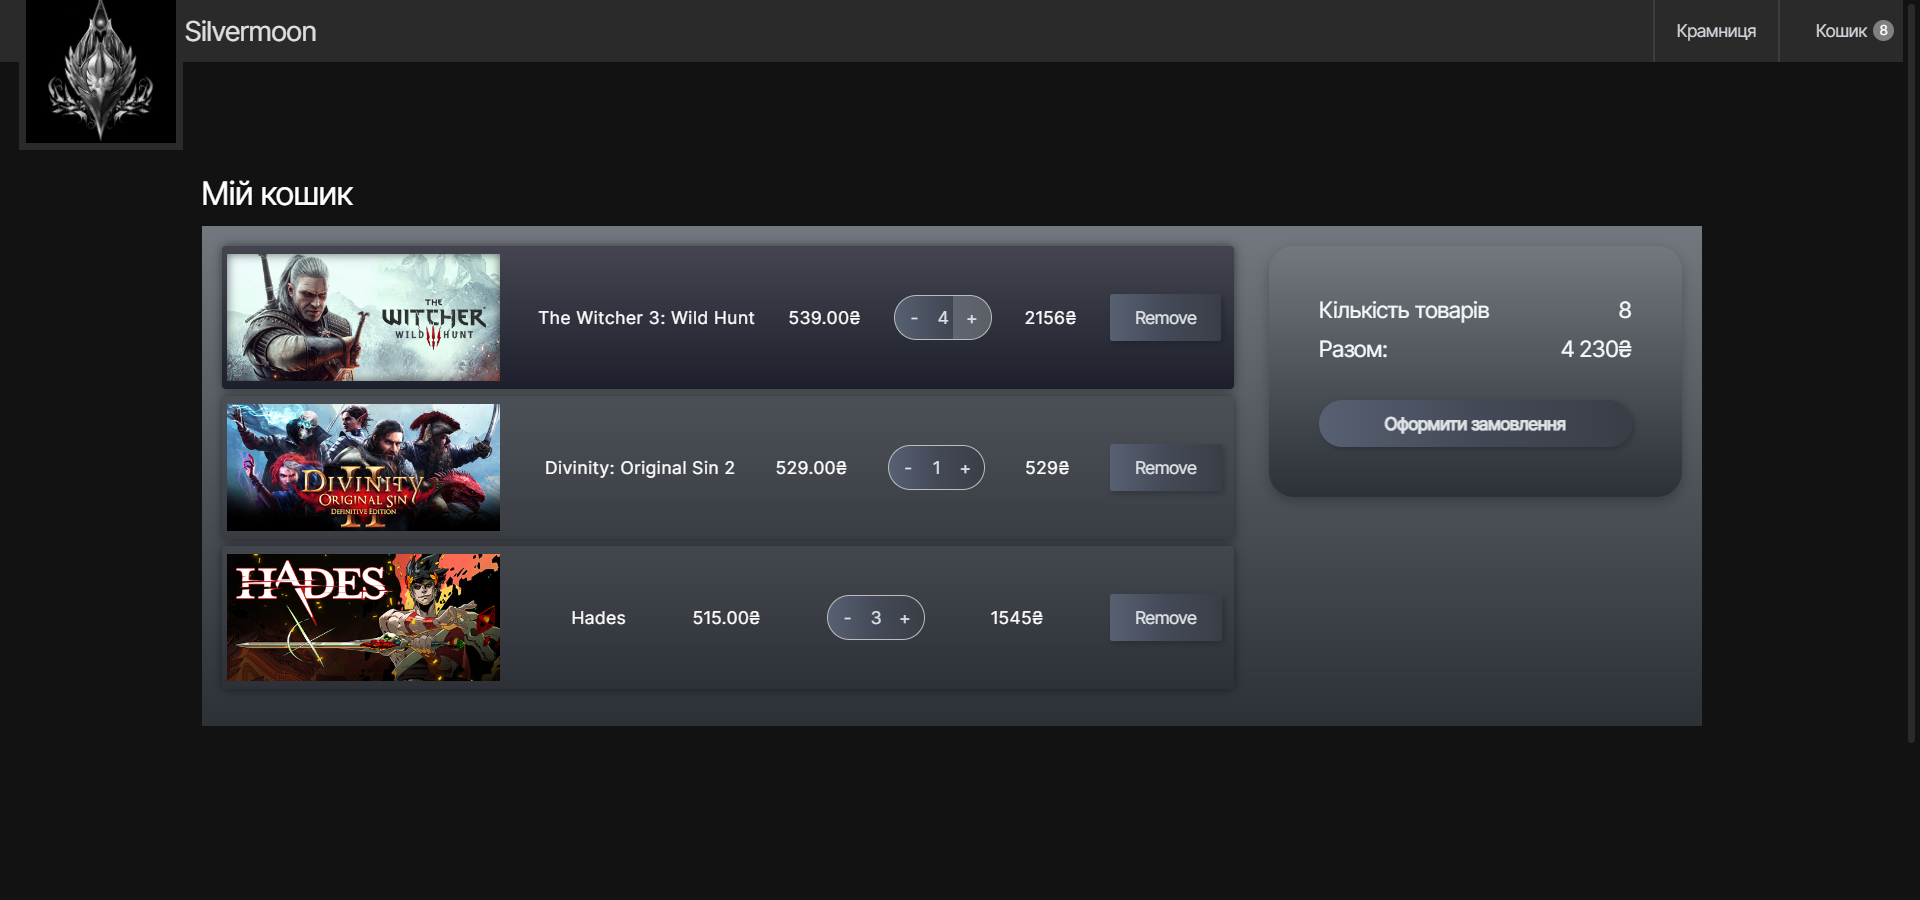 Silvermoon
Крамниця
Кошик 8
Мій кошик
THE
WITCHER
WILD HUNT
The Witcher 3: Wild Hunt 539.00₴ - 4 + 2156₴ Remove
DIVINITY
II
ORIGINAL SIN
DEFINITIVE EDITION
Divinity: Original Sin 2 529.00₴ - 1 + 529₴ Remove
HADES
Hades 515.00₴ - 3 + 1545₴ Remove
Кількість товарів 8
Разом: 4 230₴
Оформити замовлення